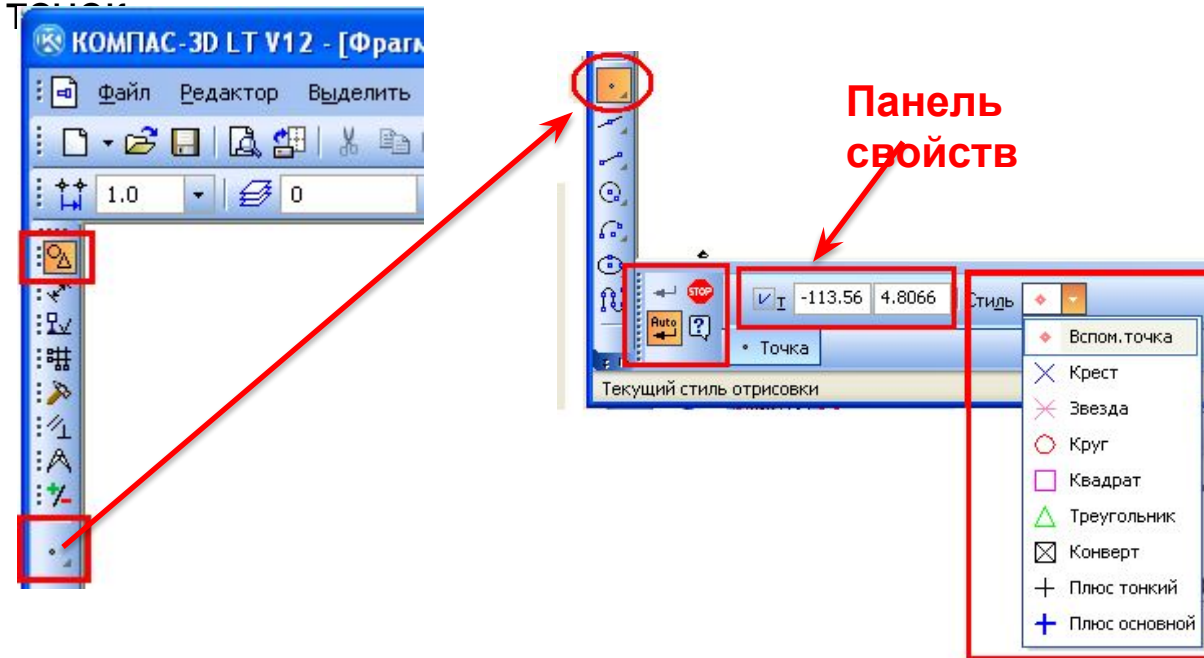 точек
КОМПАС-3D LT V12 - [Фрагм
Файл Редактор Выделить
1.0 0
Панель
свойств
STOP
Auto
т -113.56 4.8066 Стиль
Точка
Текущий стиль отрисовки
Вспом.точка
Крест
Звезда
Круг
Квадрат
Треугольник
Конверт
Плюс тонкий
Плюс основной